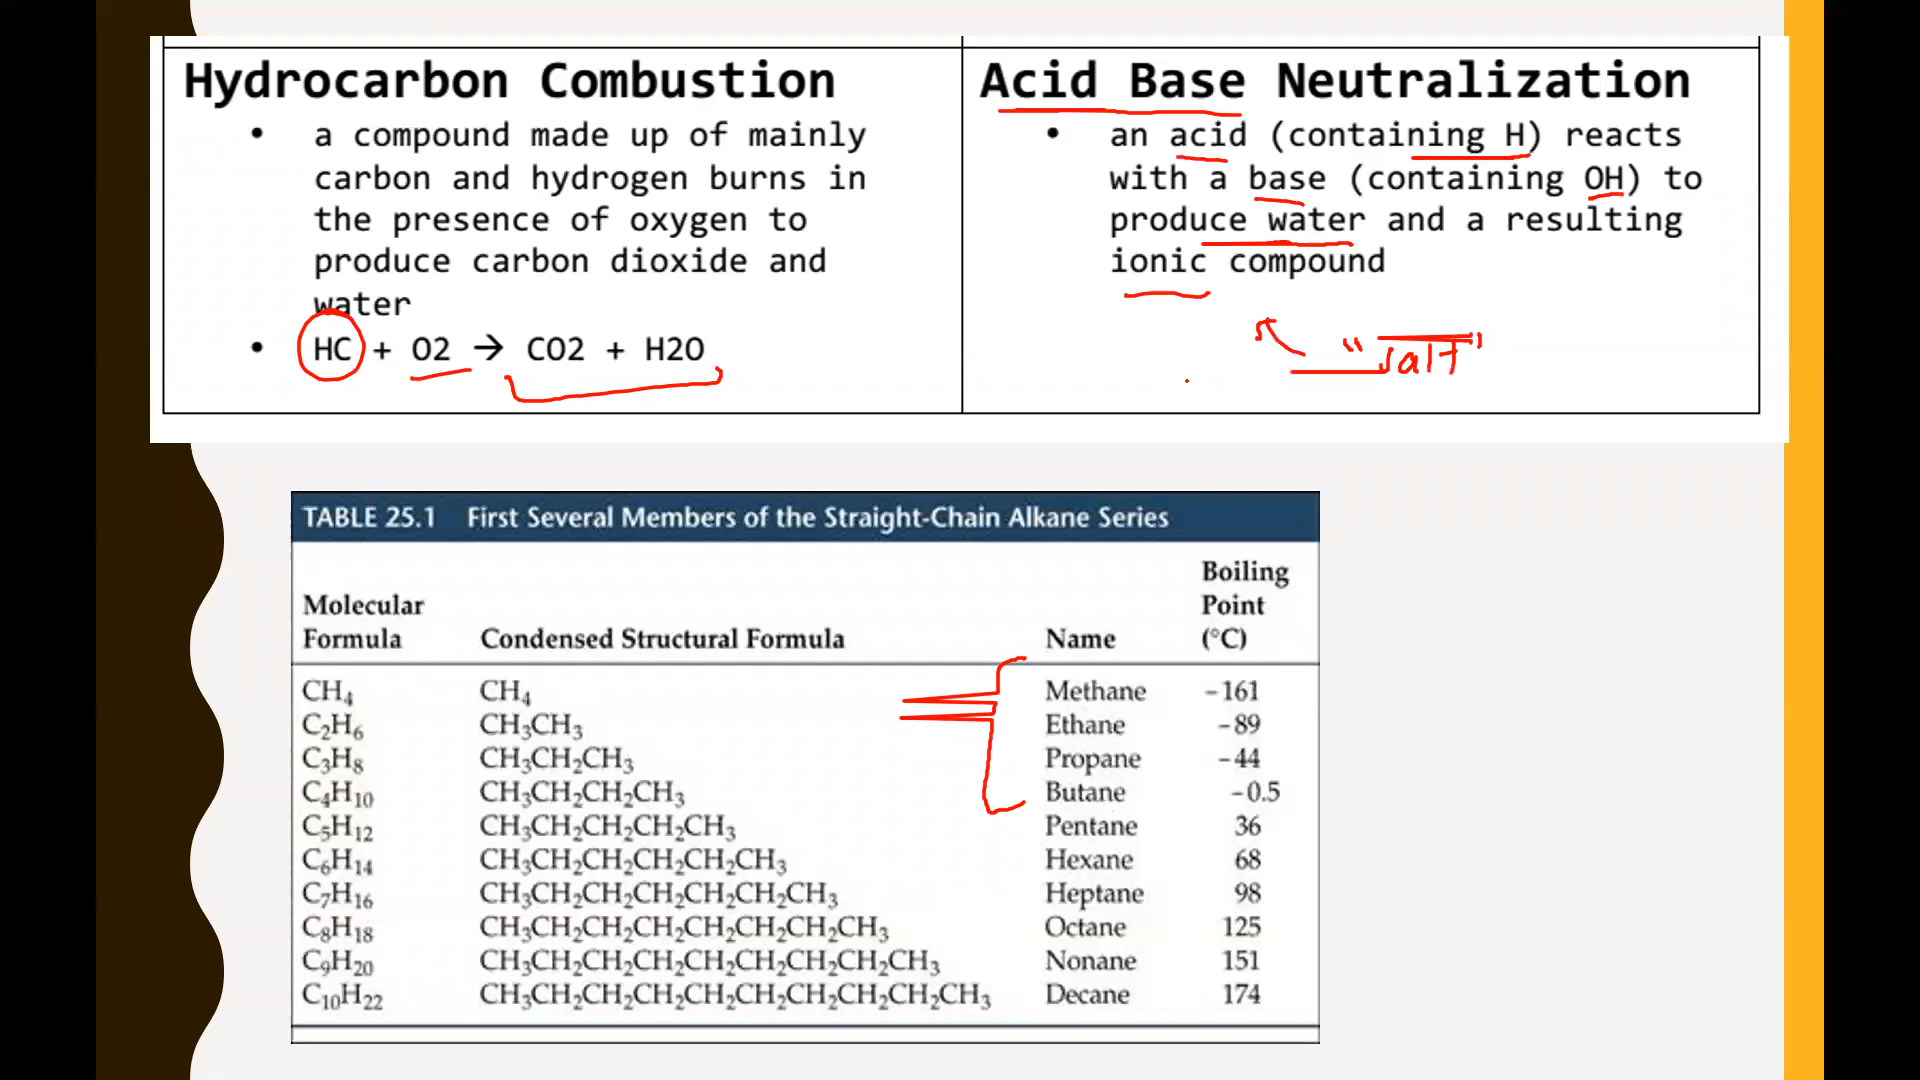 Hydrocarbon Combustion
• a compound made up of mainly
carbon and hydrogen burns in
the presence of oxygen to
produce carbon dioxide and
water
• HC + O2 → CO2 + H2O
Acid Base Neutralization
• an acid (containing H) reacts
with a base (containing OH) to
produce water and a resulting
ionic compound
"salt"
TABLE 25.1 First Several Members of the Straight-Chain Alkane Series
Molecular Formula Condensed Structural Formula Name Boiling Point (°C)
CH₄ CH₄ Methane −161
C₂H₆ CH₃CH₃ Ethane −89
C₃H₈ CH₃CH₂CH₃ Propane −44
C₄H₁₀ CH₃CH₂CH₂CH₃ Butane −0.5
C₅H₁₂ CH₃CH₂CH₂CH₂CH₃ Pentane 36
C₆H₁₄ CH₃CH₂CH₂CH₂CH₂CH₃ Hexane 68
C₇H₁₆ CH₃CH₂CH₂CH₂CH₂CH₂CH₃ Heptane 98
C₈H₁₈ CH₃CH₂CH₂CH₂CH₂CH₂CH₂CH₃ Octane 125
C₉H₂₀ CH₃CH₂CH₂CH₂CH₂CH₂CH₂CH₂CH₃ Nonane 151
C₁₀H₂₂ CH₃CH₂CH₂CH₂CH₂CH₂CH₂CH₂CH₂CH₃ Decane 174